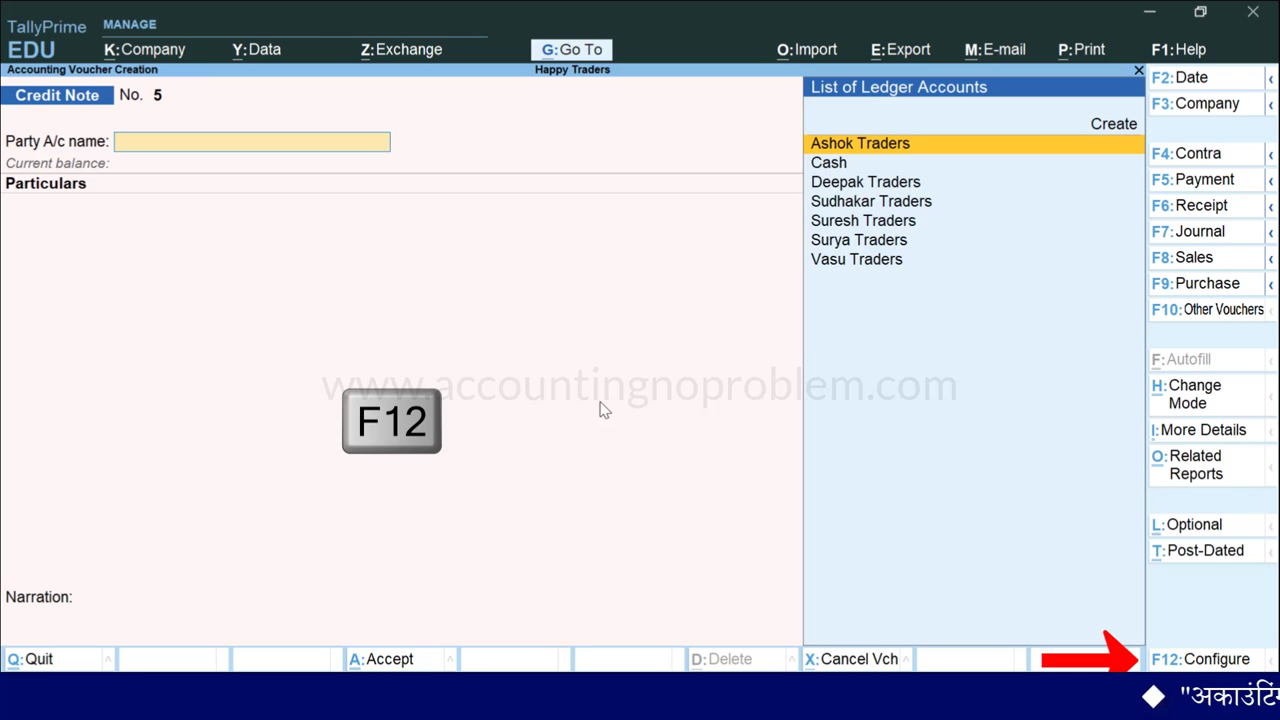 TallyPrime
EDU
MANAGE
K:Company Y:Data Z:Exchange G:Go To O:Import E:Export M:E-mail P:Print F1:Help
Accounting Voucher Creation Happy Traders
Credit Note No. 5
Party A/c name:
Current balance:
Particulars
List of Ledger Accounts
Create
Ashok Traders
Cash
Deepak Traders
Sudhakar Traders
Suresh Traders
Surya Traders
Vasu Traders
F2:Date
F3:Company
F4:Contra
F5:Payment
F6:Receipt
F7:Journal
F8:Sales
F9:Purchase
F10:Other Vouchers
F:Autofill
H:Change
Mode
I:More Details
O:Related
Reports
L:Optional
T:Post-Dated
www.accountingnoproblem.com
F12
Narration:
Q:Quit A:Accept D:Delete X:Cancel Vch F12:Configure
"अकाउंटिं